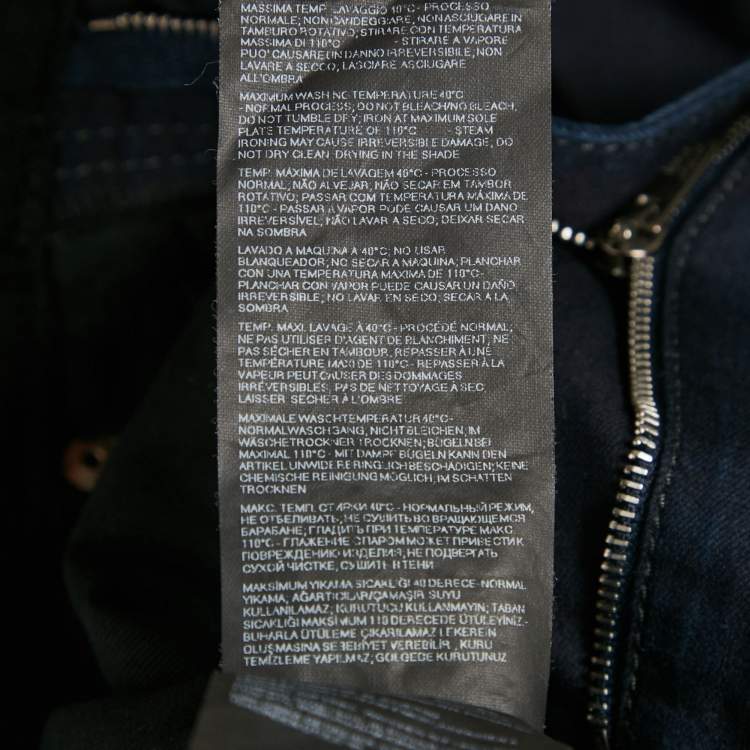 MASSIMA TEMP. LAVAGGIO 40°C - PROCESSO
NORMALE; NON CANDEGGIARE, NON ASCIUGARE IN
TAMBURO ROTATIVO; STIRARE CON TEMPERATURA
MASSIMA DI 110°C - STIRARE A VAPORE
PUO' CAUSARE UN DANNO IRREVERSIBILE; NON
LAVARE A SECCO; LASCIARE ASCIUGARE
ALL'OMBRA
MAXIMUM WASHING TEMPERATURE 40°C
- NORMAL PROCESS; DO NOT BLEACH/NO BLEACH,
DO NOT TUMBLE DRY; IRON AT MAXIMUM SOLE
PLATE TEMPERATURE OF 110°C - STEAM
IRONING MAY CAUSE IRREVERSIBLE DAMAGE, DO
NOT DRY CLEAN; DRYING IN THE SHADE
TEMP. MÁXIMA DE LAVAGEM 40°C - PROCESSO
NORMAL; NÃO ALVEJAR; NÃO SECAR EM TAMBOR
ROTATIVO; PASSAR COM TEMPERATURA MÁXIMA DE
110°C - PASSAR A VAPOR PODE CAUSAR UM DANO
IRREVERSÍVEL; NÃO LAVAR A SECO; DEIXAR SECAR
NA SOMBRA
LAVADO A MAQUINA A 40°C; NO USAR
BLANQUEADOR; NO SECAR A MAQUINA; PLANCHAR
CON UNA TEMPERATURA MAXIMA DE 110°C-
PLANCHAR CON VAPOR PUEDE CAUSAR UN DAÑO
IRREVERSIBLE; NO LAVAR EN SECO; SECAR A LA
SOMBRA
TEMP. MAXI. LAVAGE À 40°C - PROCÉDÉ NORMAL;
NE PAS UTILISER D'AGENT DE BLANCHIMENT; NE
PAS SÉCHER EN TAMBOUR, REPASSER À UNE
TEMPÉRATURE MAXI DE 110°C - REPASSER À LA
VAPEUR PEUT CAUSER DES DOMMAGES
IRRÉVERSIBLES, PAS DE NETTOYAGE À SEC,
LAISSER SÉCHER À L'OMBRE
MAXIMALE WASCHTEMPERATUR 40°C-
NORMALWASCHGANG, NICHT BLEICHEN, IM
WÄSCHETROCKNER TROCKNEN; BÜGELN BEI
MAXIMAL 110°C - MIT DAMPF BÜGELN KANN DEN
ARTIKEL UNWIDERRINGLICH BESCHÄDIGEN; KEINE
CHEMISCHE REINIGUNG MÖGLICH, IM SCHATTEN
TROCKNEN
МАКС. ТЕМП. СТИРКИ 40°C - НОРМАЛЬНЫЙ РЕЖИМ,
НЕ ОТБЕЛИВАТЬ, НЕ СУШИТЬ ВО ВРАЩАЮЩЕМСЯ
БАРАБАНЕ; ГЛАДИТЬ ПРИ ТЕМПЕРАТУРЕ МАКС.
110°C - ГЛАЖЕНИЕ С ПАРОМ МОЖЕТ ПРИВЕСТИ К
ПОВРЕЖДЕНИЮ ИЗДЕЛИЯ, НЕ ПОДВЕРГАТЬ
СУХОЙ ЧИСТКЕ, СУШИТЬ В ТЕНИ
MAKSİMUM YIKAMA SICAKLIĞI 40 DERECE-NORMAL
YIKAMA, AĞARTICILAR/ÇAMAŞIR SUYU
KULLANILAMAZ; KURUTUCU KULLANMAYIN; TABAN
SICAKLIĞI MAKSİMUM 110 DERECEDE ÜTÜLEYİNİZ -
BUHARLA ÜTÜLEME ÇIKARILAMAZ LEKERİN
OLUŞMASINA SEBEBİYET VEREBİLİR, KURU
TEMİZLEME YAPILMAZ; GÖLGEDE KURUTUNUZ